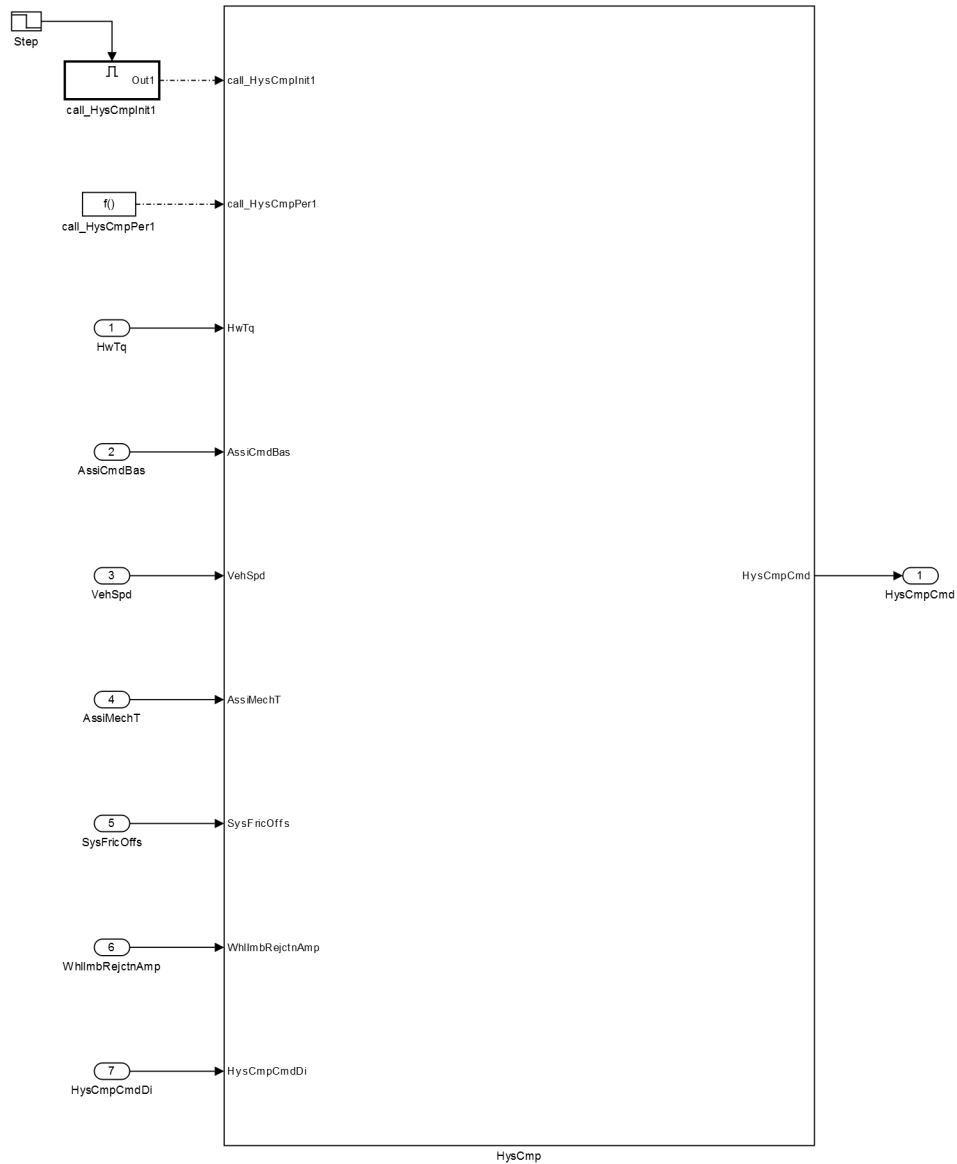 Step
Out1
call_HysCmpInit1
call_HysCmpInit1
f()
call_HysCmpPer1
call_HysCmpPer1
1
HwTq
HwTq
2
AssiCmdBas
AssiCmdBas
3
VehSpd
VehSpd
HysCmpCmd
1
HysCmpCmd
4
AssiMechT
AssiMechT
5
SysFricOffs
SysFricOffs
6
WhlImbRejctnAmp
WhlImbRejctnAmp
7
HysCmpCmdDi
HysCmpCmdDi
HysCmp